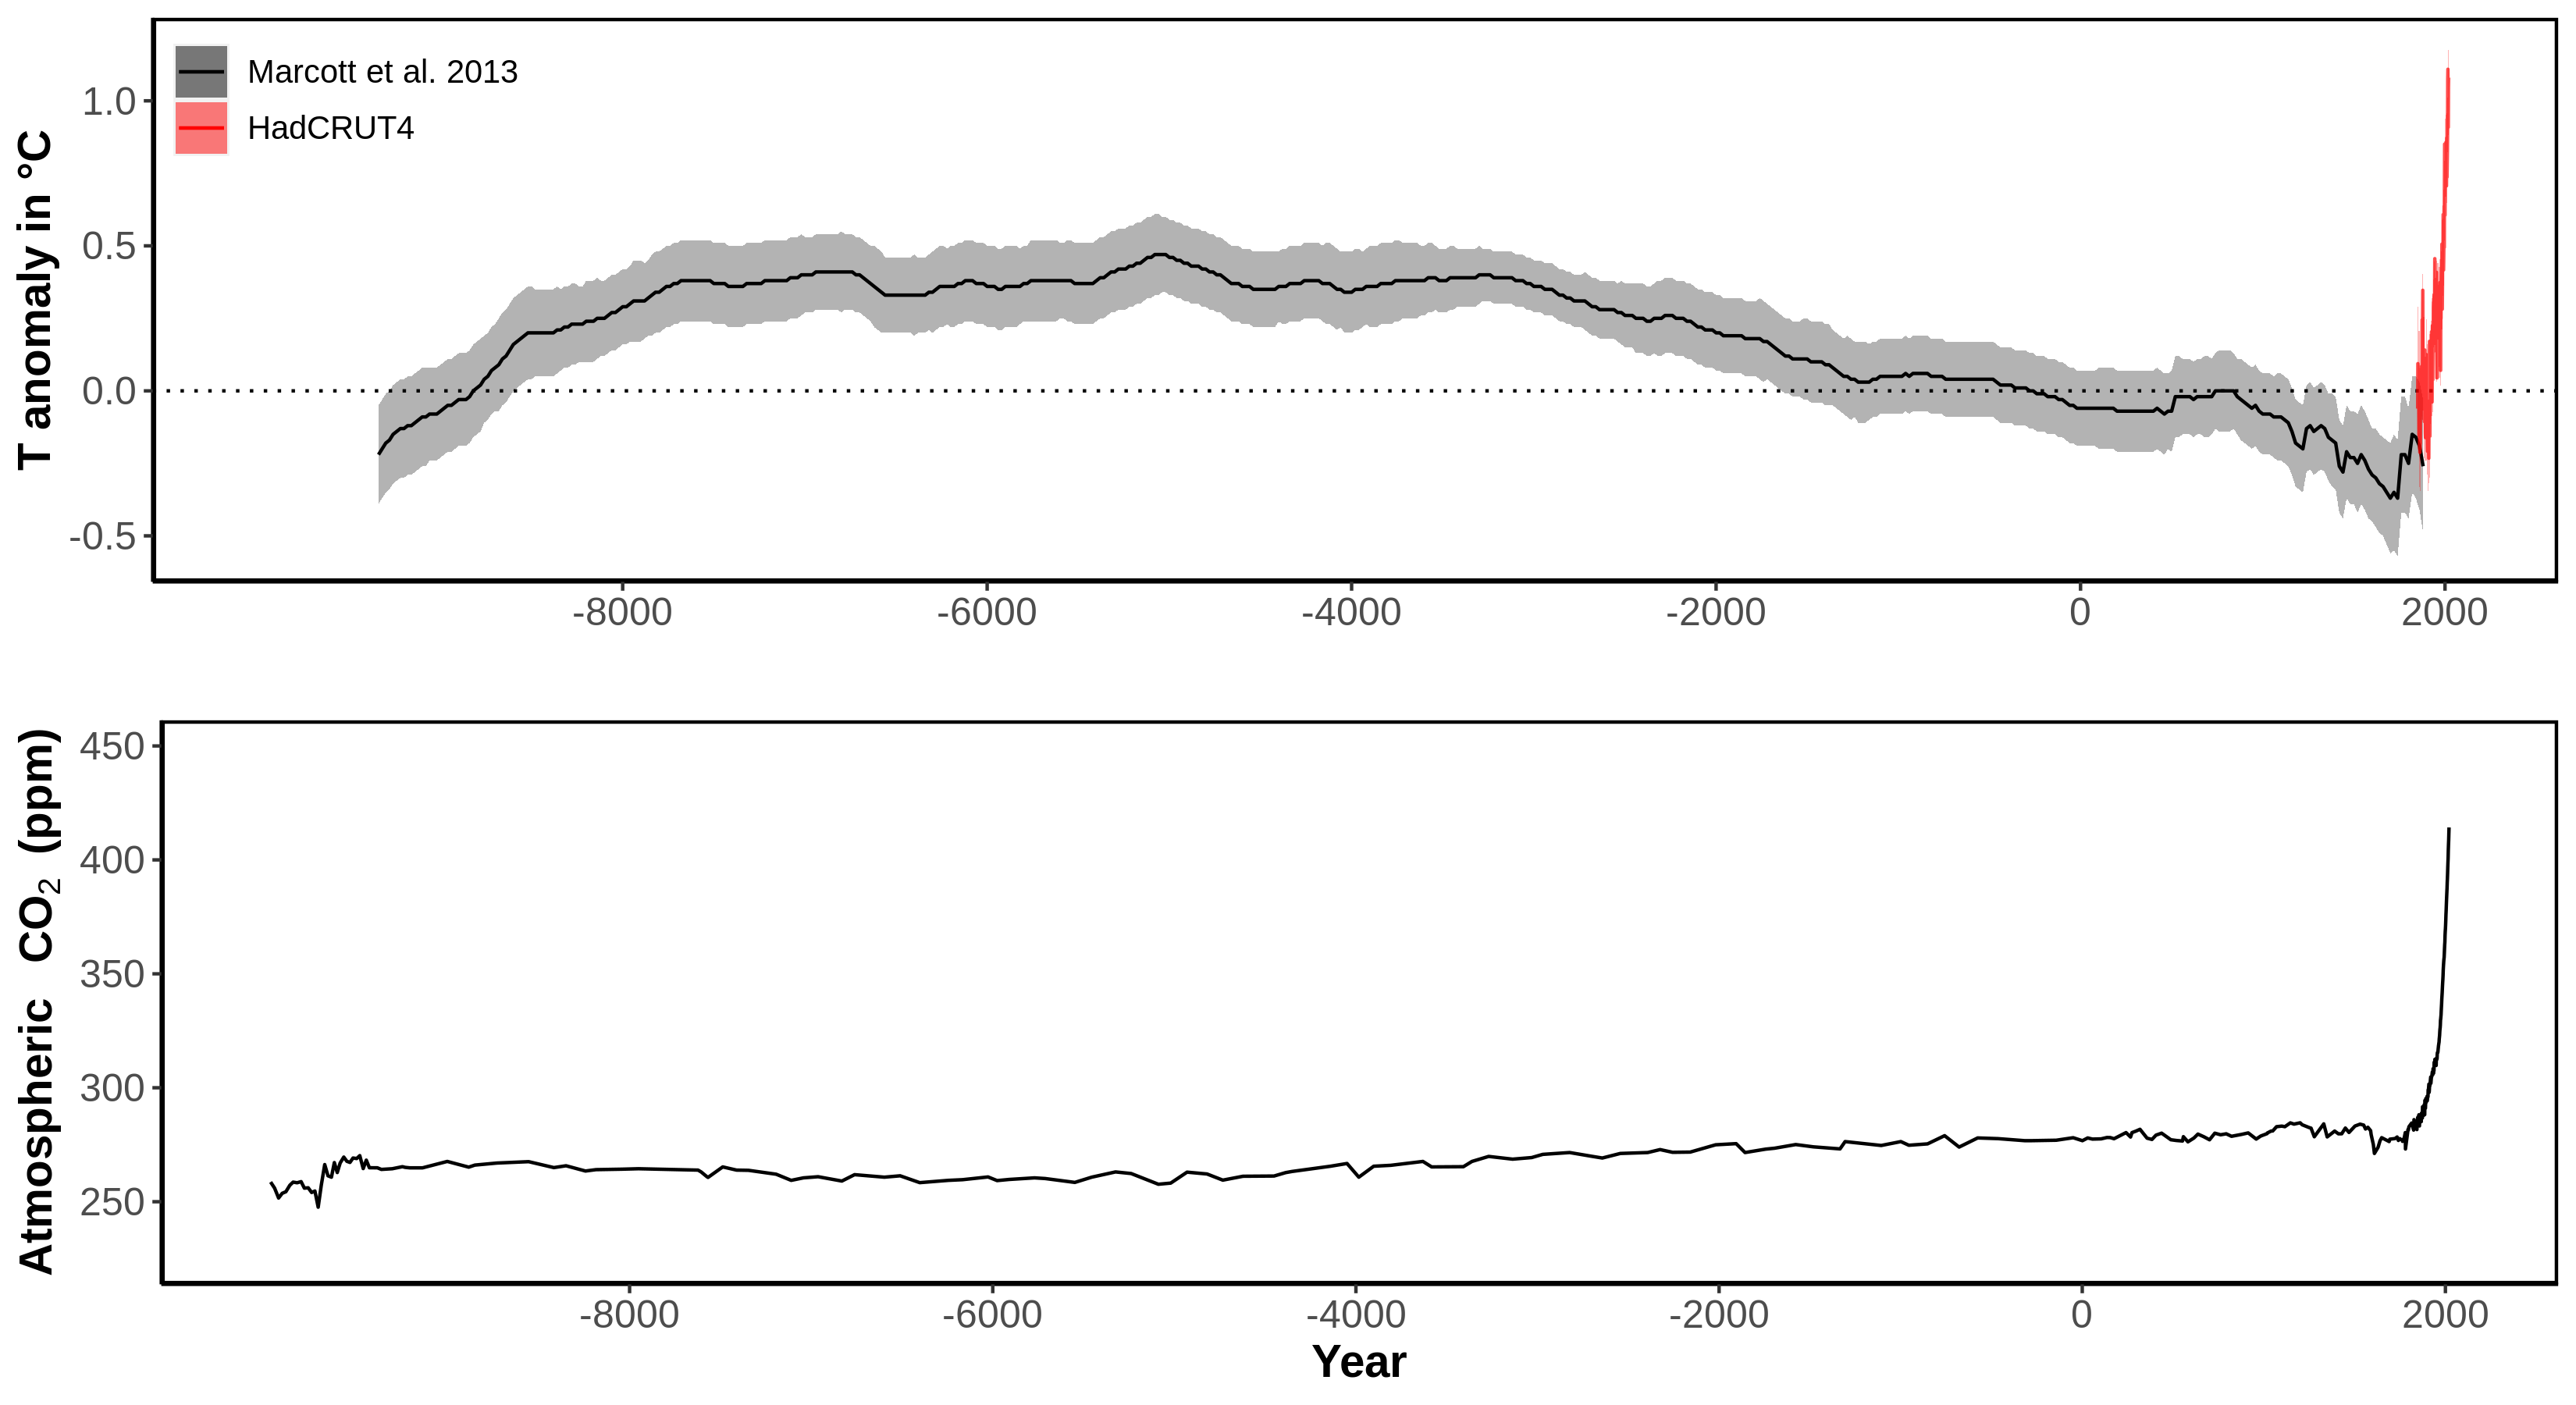 Marcott et al. 2013
HadCRUT4
T anomaly in °C
1.0
0.5
0.0
-0.5
-8000 -6000 -4000 -2000 0 2000
Atmospheric CO₂ (ppm)
450
400
350
300
250
-8000 -6000 -4000 -2000 0 2000
Year